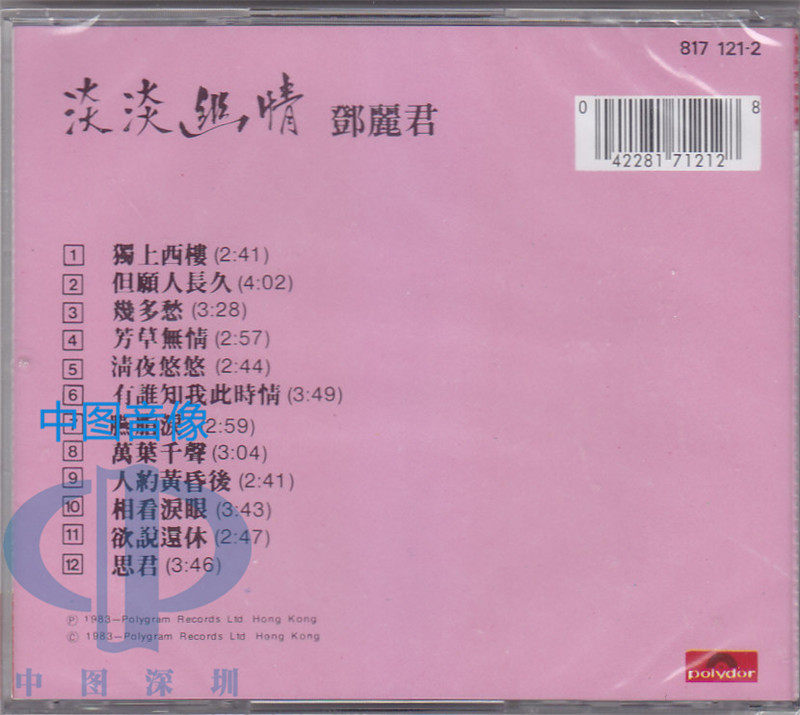 817 121-2
淡淡幽情 鄧麗君
0 42281 71212 8
1 獨上西樓 (2:41)
2 但願人長久 (4:02)
3 幾多愁 (3:28)
4 芳草無情 (2:57)
5 清夜悠悠 (2:44)
6 有誰知我此時情 (3:49)
中图音像
7 胭脂淚 (2:59)
8 萬葉千聲 (3:04)
9 人約黃昏後 (2:41)
10 相看淚眼 (3:43)
11 欲說還休 (2:47)
12 思君 (3:46)
Ⓟ 1983—Polygram Records Ltd Hong Kong
© 1983—Polygram Records Ltd Hong Kong
中图深圳
polydor